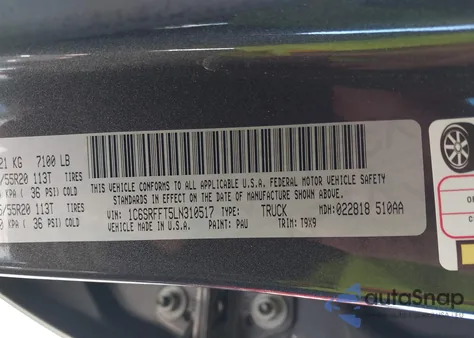 21 KG 7100 LB
/55R20 113T TIRES
KPA ( 36 PSI) COLD
/55R20 113T TIRES
0 KPA ( 36 PSI) COLD
THIS VEHICLE CONFORMS TO ALL APPLICABLE U.S.A. FEDERAL MOTOR VEHICLE SAFETY
STANDARDS IN EFFECT ON THE DATE OF MANUFACTURE SHOWN ABOVE.
VIN: 1C6SRFFT5LN310517 TYPE: TRUCK MDH: 022818 510AA
VEHICLE MADE IN U.S.A. PAINT: PAU TRIM: T9X9
autoSnap